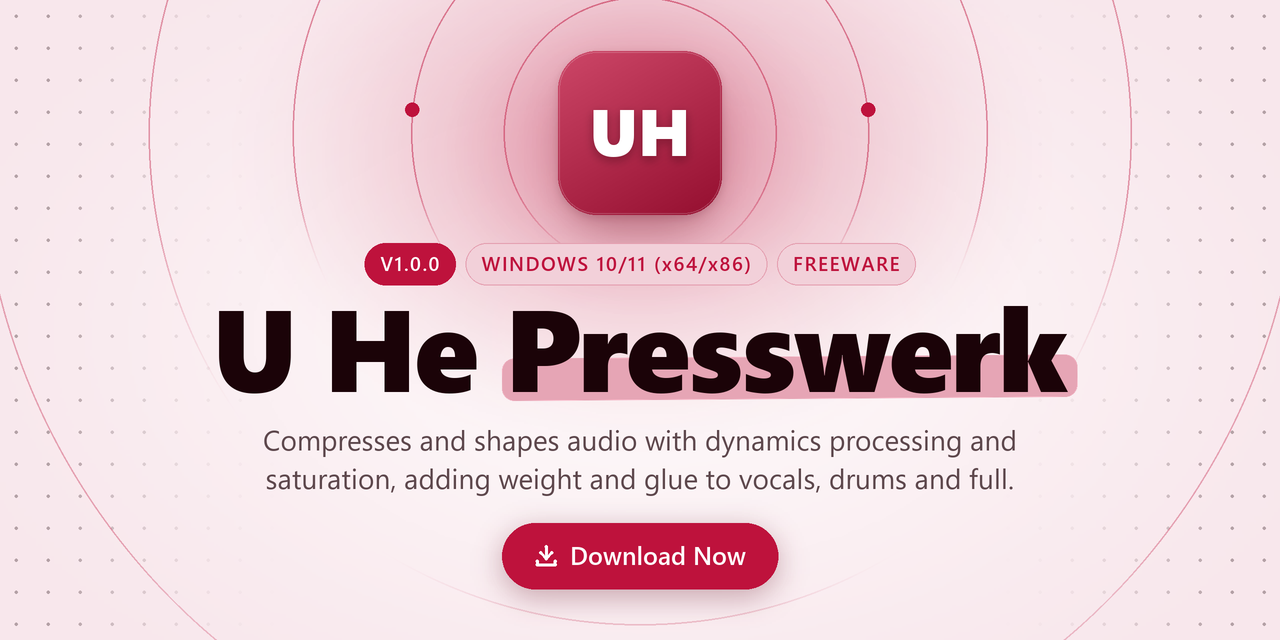 UH
V1.0.0 WINDOWS 10/11 (x64/x86) FREEWARE
U He Presswerk
Compresses and shapes audio with dynamics processing and
saturation, adding weight and glue to vocals, drums and full.
Download Now